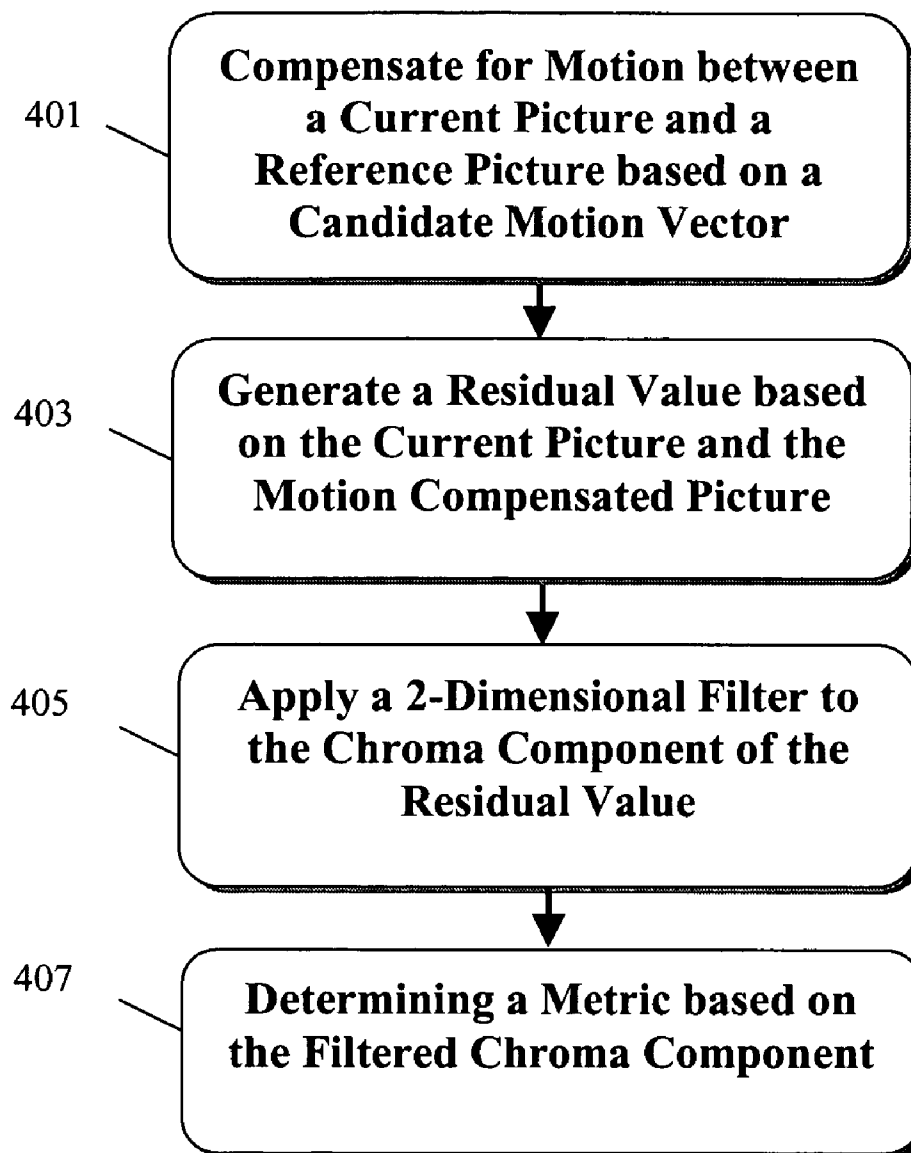 401
Compensate for Motion between
a Current Picture and a
Reference Picture based on a
Candidate Motion Vector
403
Generate a Residual Value based
on the Current Picture and the
Motion Compensated Picture
405
Apply a 2-Dimensional Filter to
the Chroma Component of the
Residual Value
407
Determining a Metric based on
the Filtered Chroma Component